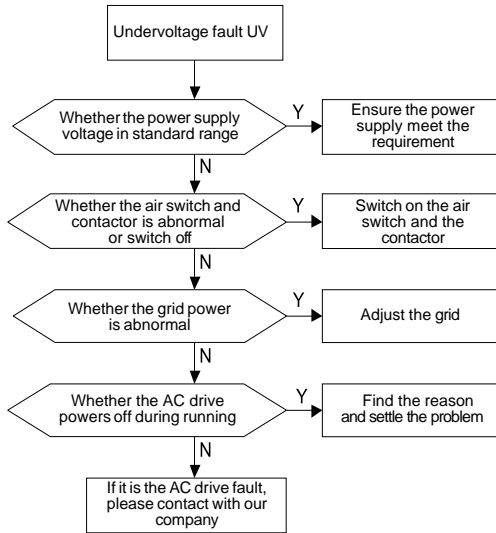 Undervoltage fault UV
Whether the power supply
voltage in standard range
Y
Ensure the power
supply meet the
requirement
N
Whether the air switch and
contactor is abnormal
or switch off
Y
Switch on the air
switch and the
contactor
N
Whether the grid power
is abnormal
Y
Adjust the grid
N
Whether the AC drive
powers off during running
Y
Find the reason
and settle the problem
N
If it is the AC drive fault,
please contact with our
company